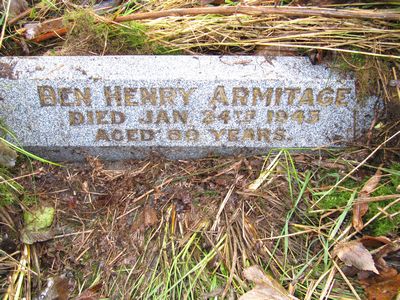 BEN HENRY ARMITAGE
DIED JAN. 24TH 1943
AGED 69 YEARS.